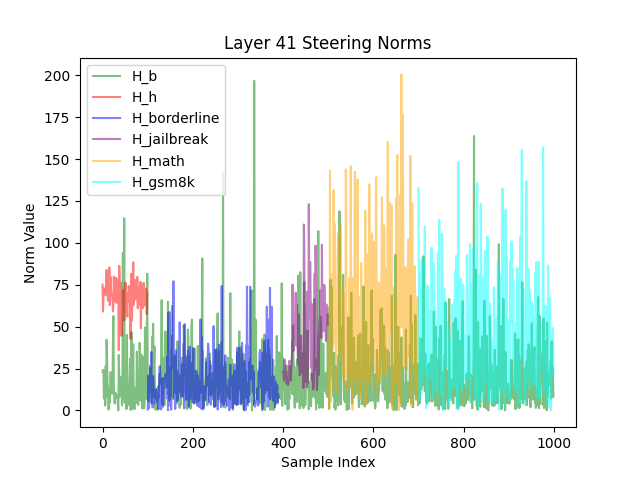 Layer 41 Steering Norms
H_b
H_h
H_borderline
H_jailbreak
H_math
H_gsm8k
Norm Value
200
175
150
125
100
75
50
25
0
0 200 400 600 800 1000
Sample Index